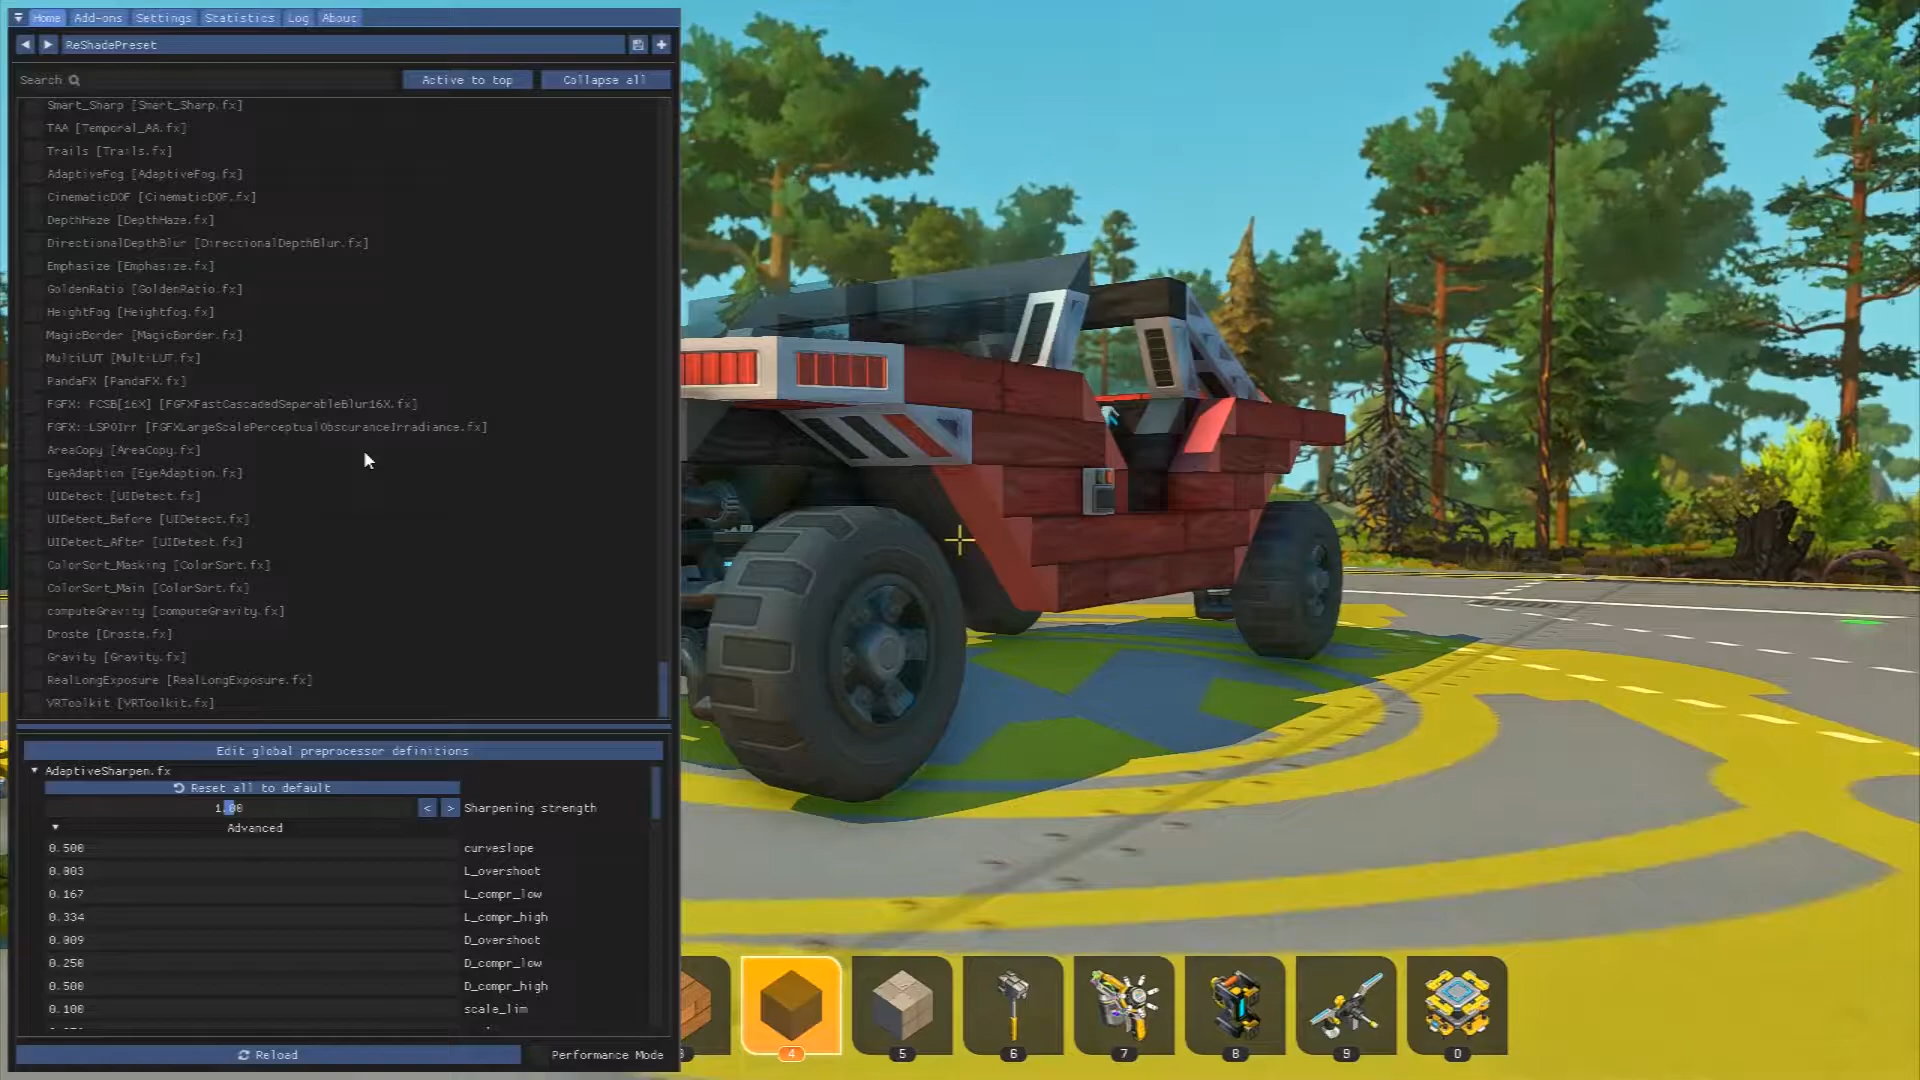 Home Add-ons Settings Statistics Log About
ReShadePreset
Search Active to top Collapse all
Smart_Sharp [Smart_Sharp.fx]
TAA [Temporal_AA.fx]
Trails [Trails.fx]
AdaptiveFog [AdaptiveFog.fx]
CinematicDOF [CinematicDOF.fx]
DepthHaze [DepthHaze.fx]
DirectionalDepthBlur [DirectionalDepthBlur.fx]
Emphasize [Emphasize.fx]
GoldenRatio [GoldenRatio.fx]
HeightFog [Heightfog.fx]
MagicBorder [MagicBorder.fx]
MultiLUT [MultiLUT.fx]
PandaFX [PandaFX.fx]
FGFX::FCSB[16X] [FGFXFastCascadedSeparableBlur16X.fx]
FGFX::LSPOIrr [FGFXLargeScalePerceptualObscuranceIrradiance.fx]
AreaCopy [AreaCopy.fx]
EyeAdaption [EyeAdaption.fx]
UIDetect [UIDetect.fx]
UIDetect_Before [UIDetect.fx]
UIDetect_After [UIDetect.fx]
ColorSort_Masking [ColorSort.fx]
ColorSort_Main [ColorSort.fx]
computeGravity [computeGravity.fx]
Droste [Droste.fx]
Gravity [Gravity.fx]
RealLongExposure [RealLongExposure.fx]
VRToolkit [VRToolkit.fx]
Edit global preprocessor definitions
AdaptiveSharpen.fx
Reset all to default
1.00 < > Sharpening strength
Advanced
0.500 curveslope
0.003 L_overshoot
0.167 L_compr_low
0.334 L_compr_high
0.009 D_overshoot
0.250 D_compr_low
0.500 D_compr_high
0.100 scale_lim
Reload Performance Mode
3 4 5 6 7 8 9 0